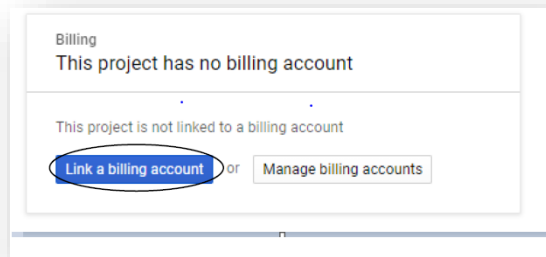 Billing
This project has no billing account
This project is not linked to a billing account
Link a billing account or Manage billing accounts